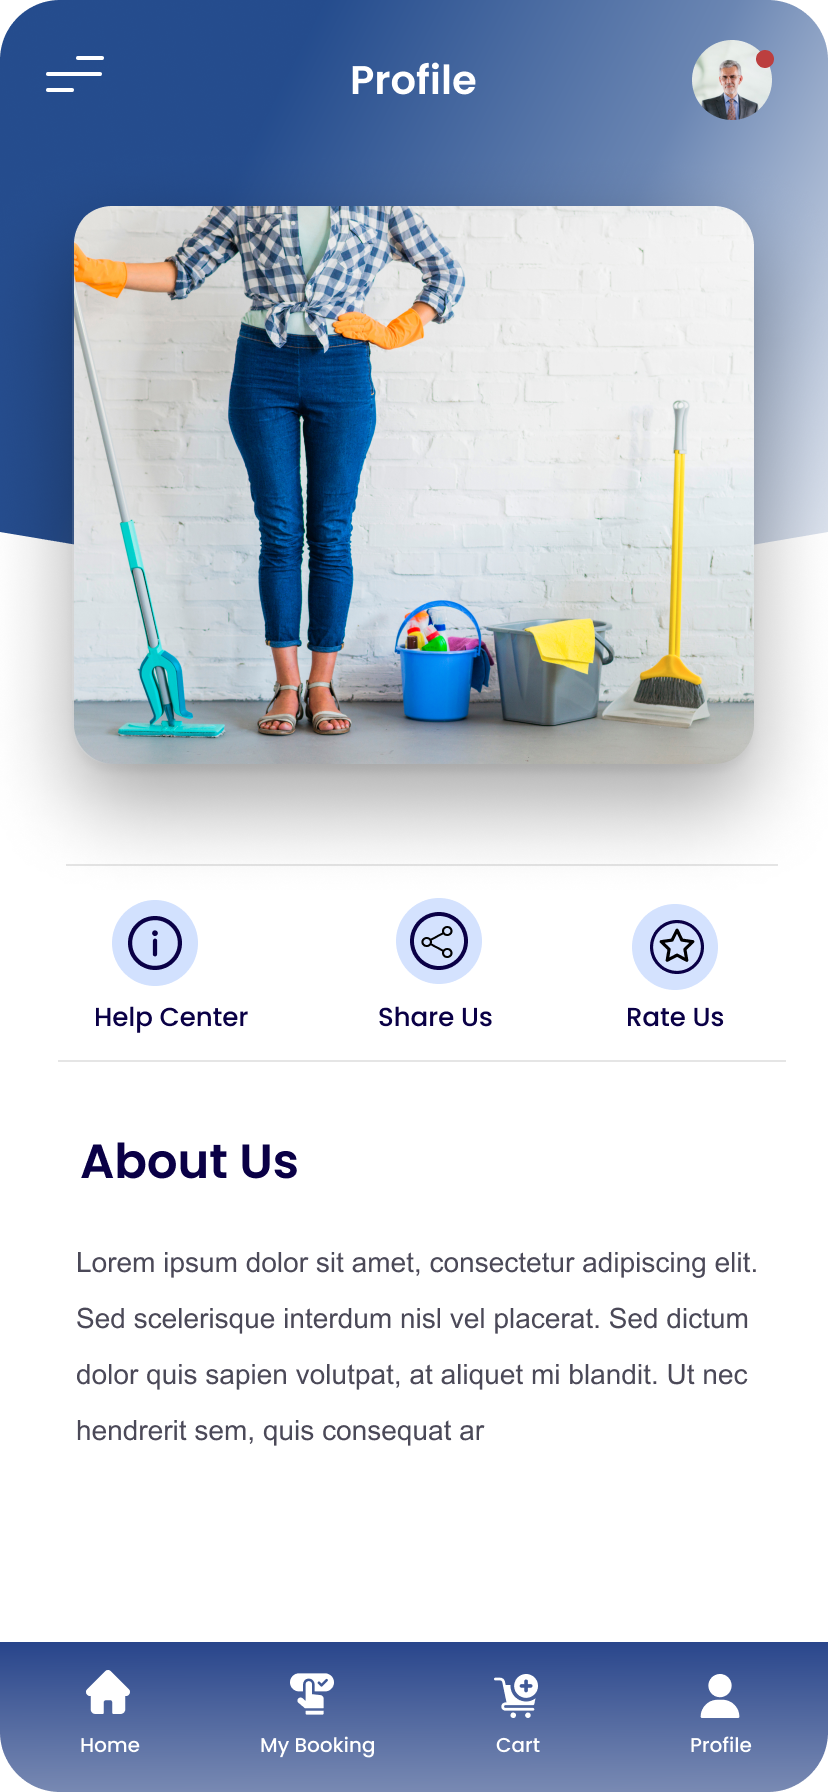 Profile
Help Center
Share Us
Rate Us
About Us
Lorem ipsum dolor sit amet, consectetur adipiscing elit.
Sed scelerisque interdum nisl vel placerat. Sed dictum
dolor quis sapien volutpat, at aliquet mi blandit. Ut nec
hendrerit sem, quis consequat ar
Home
My Booking
Cart
Profile